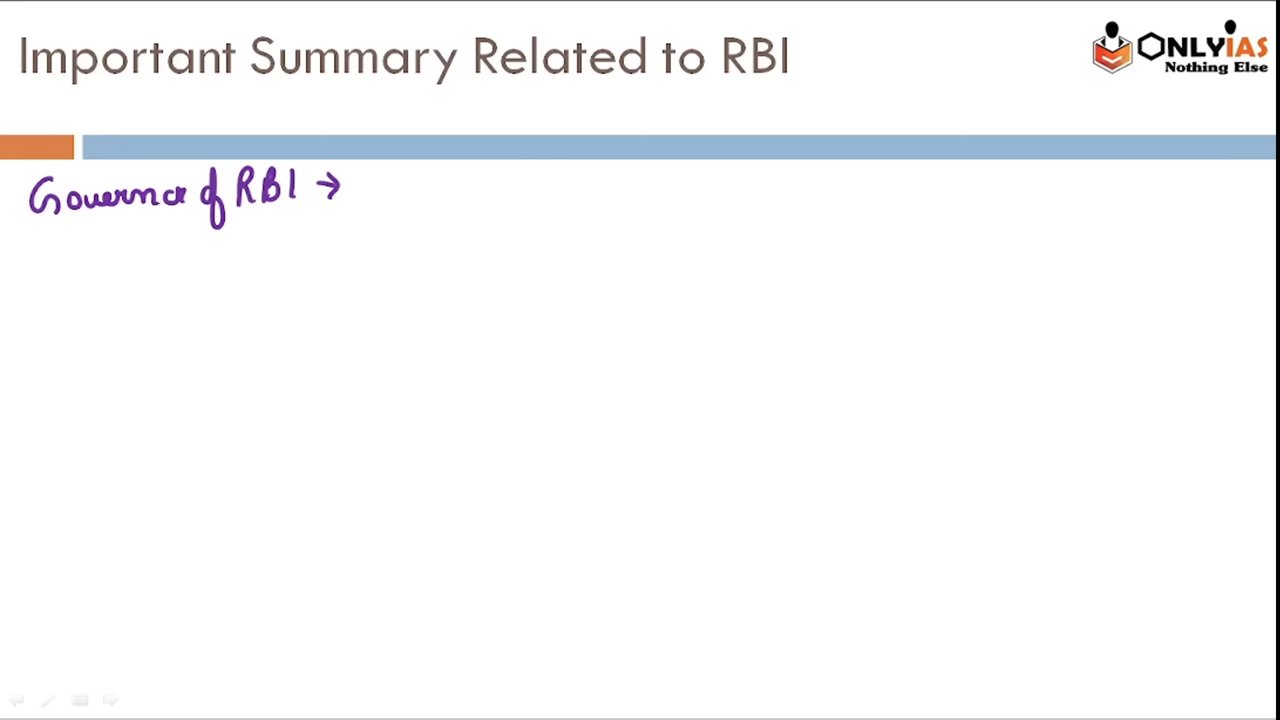 Important Summary Related to RBI
ONLYIAS
Nothing Else
Governor of RBI →